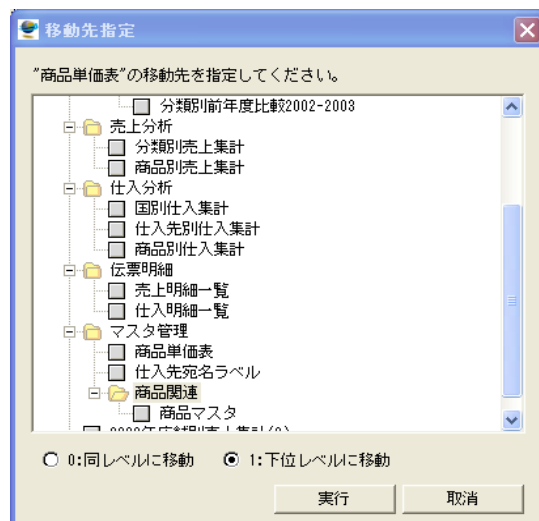 移動先指定
"商品単価表"の移動先を指定してください。
分類別前年度比較2002-2003
売上分析
分類別売上集計
商品別売上集計
仕入分析
国別仕入集計
仕入先別仕入集計
商品別仕入集計
伝票明細
売上明細一覧
仕入明細一覧
マスタ管理
商品単価表
仕入先宛名ラベル
商品関連
商品マスタ
0:同レベルに移動 1:下位レベルに移動
実行 取消